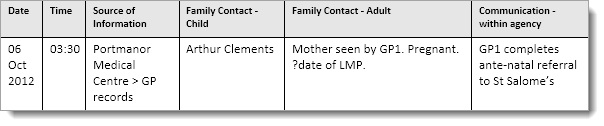 Date Time Source of Information Family Contact - Child Family Contact - Adult Communication - within agency
06 Oct 2012 03:30 Portmanor Medical Centre > GP records Arthur Clements Mother seen by GP1. Pregnant. ?date of LMP. GP1 completes ante-natal referral to St Salome’s